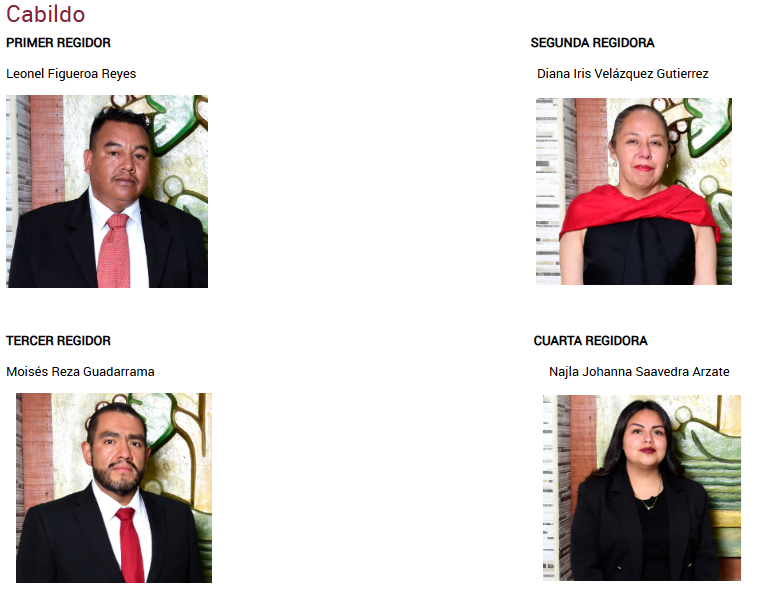 Cabildo
PRIMER REGIDOR
SEGUNDA REGIDORA
Leonel Figueroa Reyes
Diana Iris Velázquez Gutierrez
TERCER REGIDOR
CUARTA REGIDORA
Moisés Reza Guadarrama
Najla Johanna Saavedra Arzate